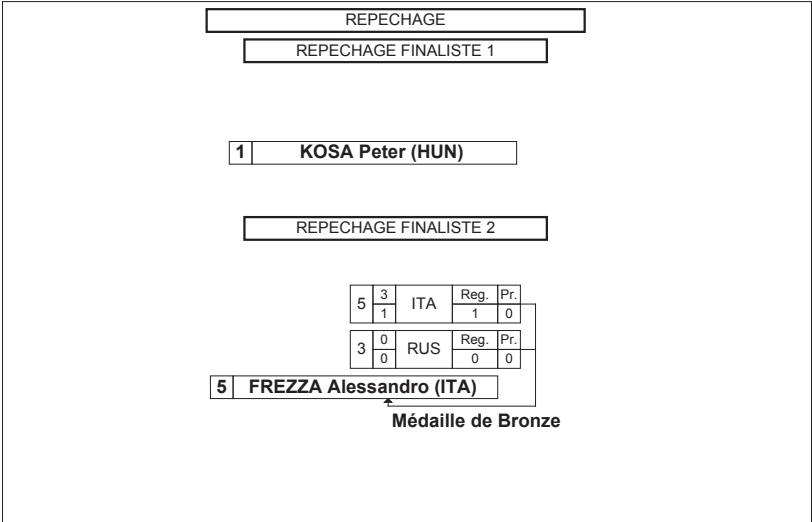 REPECHAGE
REPECHAGE FINALISTE 1
1 KOSA Peter (HUN)
REPECHAGE FINALISTE 2
5 3 ITA Reg. Pr.
1 1 0
3 0 RUS Reg. Pr.
0 0 0
5 FREZZA Alessandro (ITA)
Médaille de Bronze